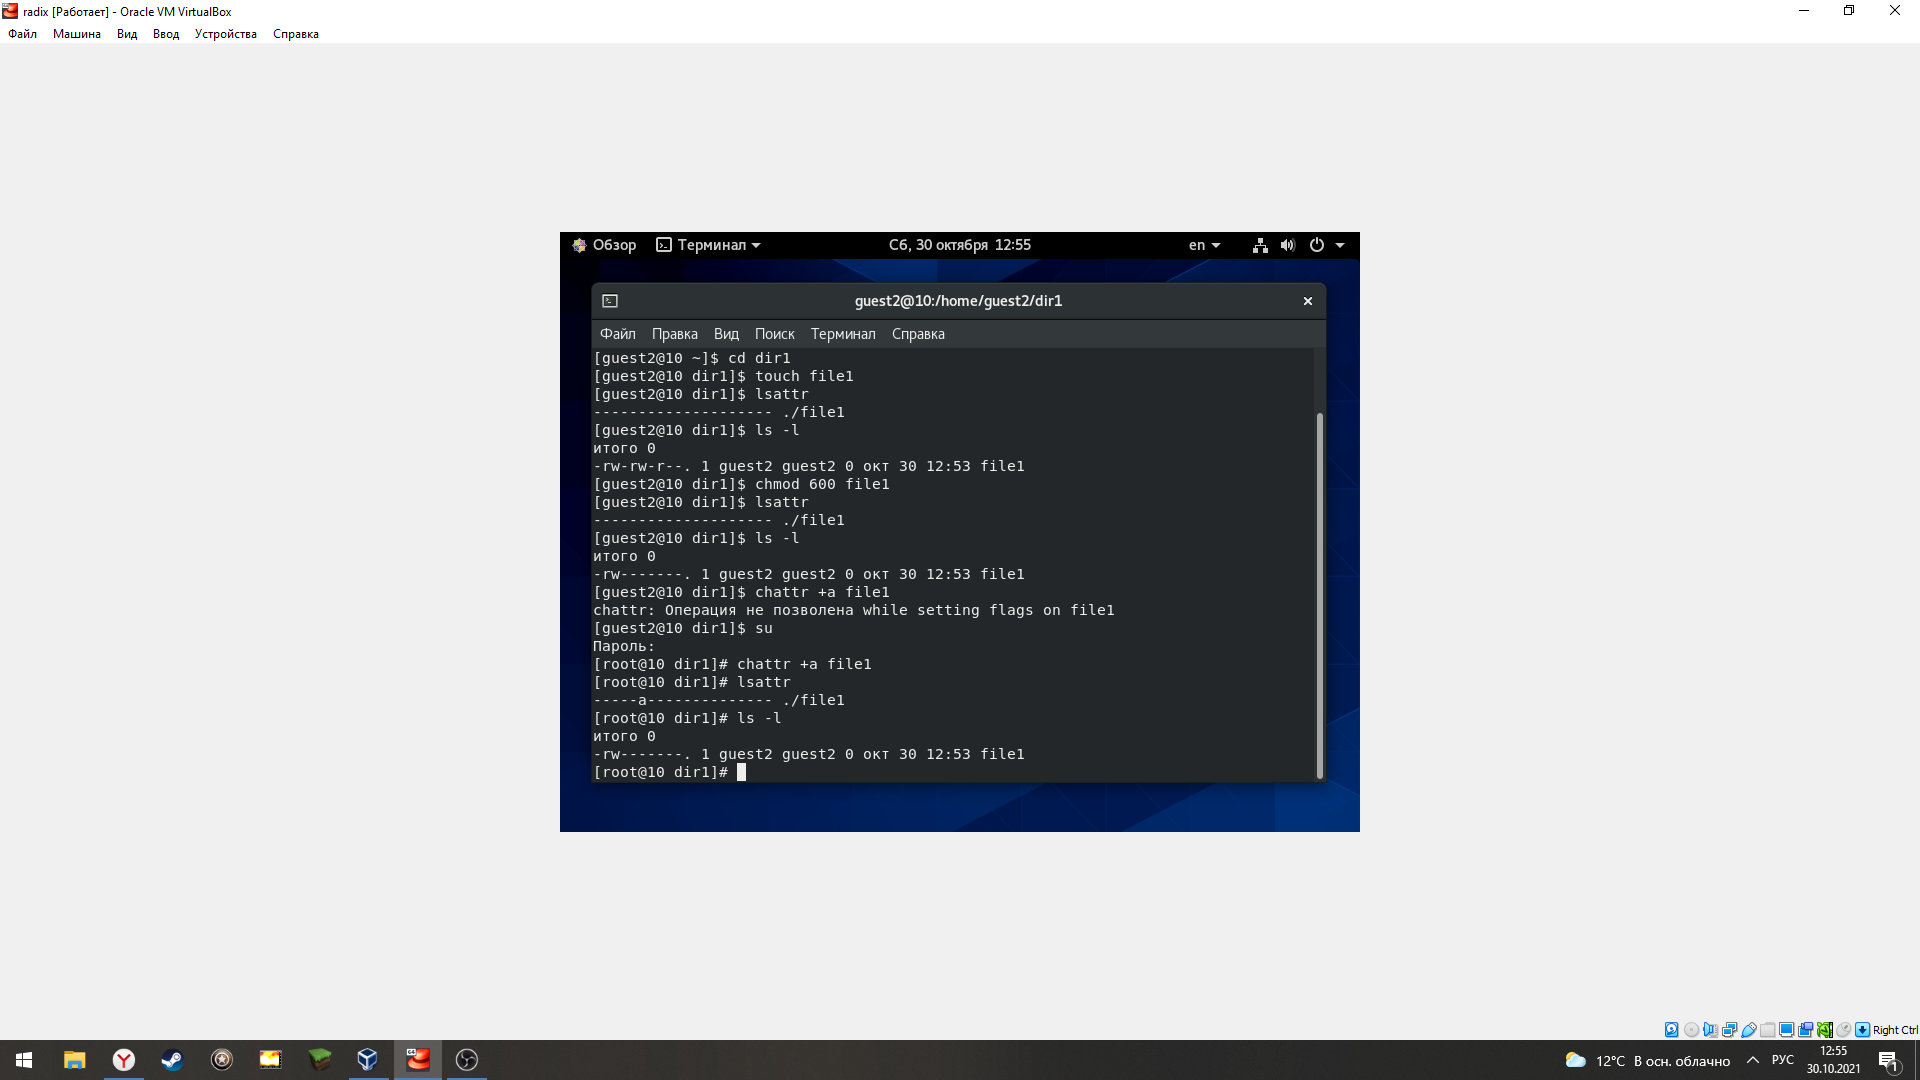 radix [Работает] - Oracle VM VirtualBox
Файл Машина Вид Ввод Устройства Справка
Обзор Терминал Сб, 30 октября 12:55 en
guest2@10:/home/guest2/dir1
Файл Правка Вид Поиск Терминал Справка
[guest2@10 ~]$ cd dir1
[guest2@10 dir1]$ touch file1
[guest2@10 dir1]$ lsattr
-------------------- ./file1
[guest2@10 dir1]$ ls -l
итого 0
-rw-rw-r--. 1 guest2 guest2 0 окт 30 12:53 file1
[guest2@10 dir1]$ chmod 600 file1
[guest2@10 dir1]$ lsattr
-------------------- ./file1
[guest2@10 dir1]$ ls -l
итого 0
-rw-------. 1 guest2 guest2 0 окт 30 12:53 file1
[guest2@10 dir1]$ chattr +a file1
chattr: Операция не позволена while setting flags on file1
[guest2@10 dir1]$ su
Пароль:
[root@10 dir1]# chattr +a file1
[root@10 dir1]# lsattr
-----a-------------- ./file1
[root@10 dir1]# ls -l
итого 0
-rw-------. 1 guest2 guest2 0 окт 30 12:53 file1
[root@10 dir1]#
Right Ctrl
12°C В осн. облачно РУС 12:55
30.10.2021
1